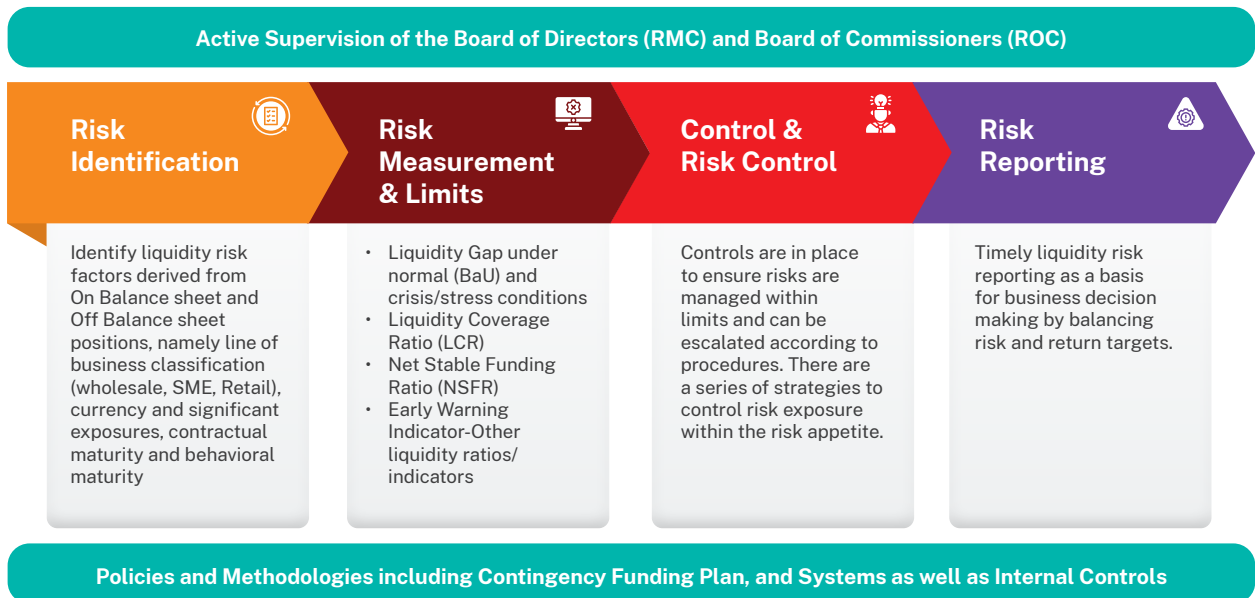 Active Supervision of the Board of Directors (RMC) and Board of Commissioners (ROC)
Risk
Identification
Identify liquidity risk
factors derived from
On Balance sheet and
Off Balance sheet
positions, namely line of
business classification
(wholesale, SME, Retail),
currency and significant
exposures, contractual
maturity and behavioral
maturity
Risk
Measurement
& Limits
• Liquidity Gap under
normal (BaU) and
crisis/stress conditions
• Liquidity Coverage
Ratio (LCR)
• Net Stable Funding
Ratio (NSFR)
• Early Warning
Indicator-Other
liquidity ratios/
indicators
Control &
Risk Control
Controls are in place
to ensure risks are
managed within
limits and can be
escalated according to
procedures. There are
a series of strategies to
control risk exposure
within the risk appetite.
Risk
Reporting
Timely liquidity risk
reporting as a basis
for business decision
making by balancing
risk and return targets.
Policies and Methodologies including Contingency Funding Plan, and Systems as well as Internal Controls